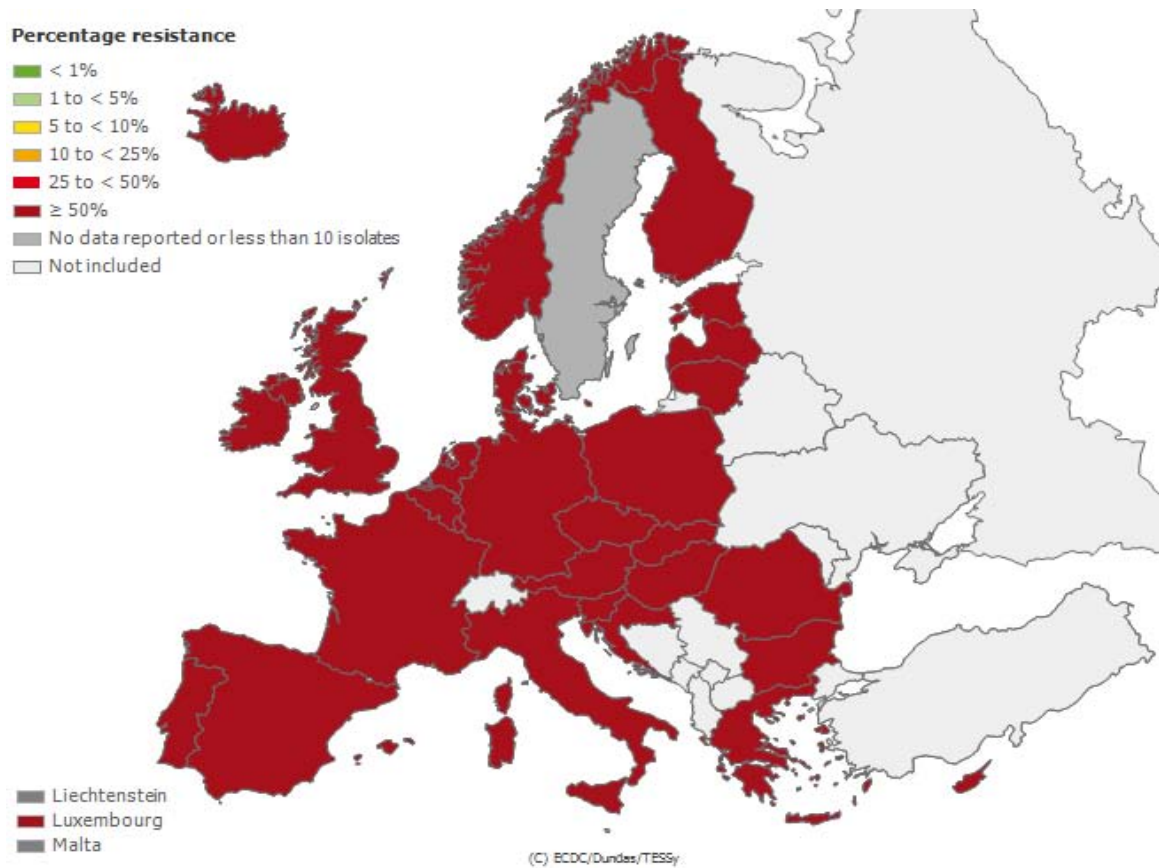 Percentage resistance
< 1%
1 to < 5%
5 to < 10%
10 to < 25%
25 to < 50%
≥ 50%
No data reported or less than 10 isolates
Not included
Liechtenstein
Luxembourg
Malta
(C) ECDC/Dundas/TESSy